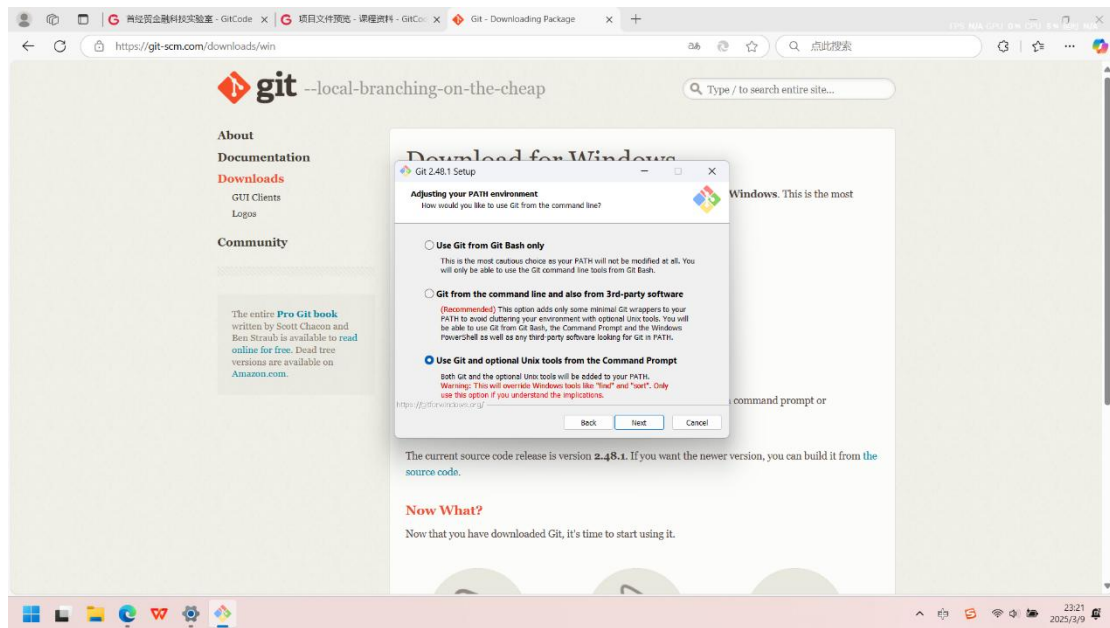 首经贸金融科技实验室 - GitCode
项目文件预览 - 课程资料 - GitCo
Git - Downloading Package
https://git-scm.com/downloads/win
点此搜索
git --local-branching-on-the-cheap
Type / to search entire site...
About
Documentation
Downloads
GUI Clients
Logos
Community
The entire Pro Git book
written by Scott Chacon and
Ben Straub is available to read
online for free. Dead tree
versions are available on
Amazon.com.
Download for Windows
Windows. This is the most
Git 2.48.1 Setup
Adjusting your PATH environment
How would you like to use Git from the command line?
Use Git from Git Bash only
This is the most cautious choice as your PATH will not be modified at all. You
will only be able to use the Git command line tools from Git Bash.
Git from the command line and also from 3rd-party software
(Recommended) This option adds only some minimal Git wrappers to your
PATH to avoid cluttering your environment with optional Unix tools. You will
be able to use Git from Git Bash, the Command Prompt and the Windows
PowerShell as well as any third-party software looking for Git in PATH.
Use Git and optional Unix tools from the Command Prompt
Both Git and the optional Unix tools will be added to your PATH.
Warning: This will override Windows tools like "find" and "sort". Only
use this option if you understand the implications.
https://gitforwindows.org/
Back
Next
Cancel
command prompt or
The current source code release is version 2.48.1. If you want the newer version, you can build it from the
source code.
Now What?
Now that you have downloaded Git, it's time to start using it.
中
23:21
2025/3/9